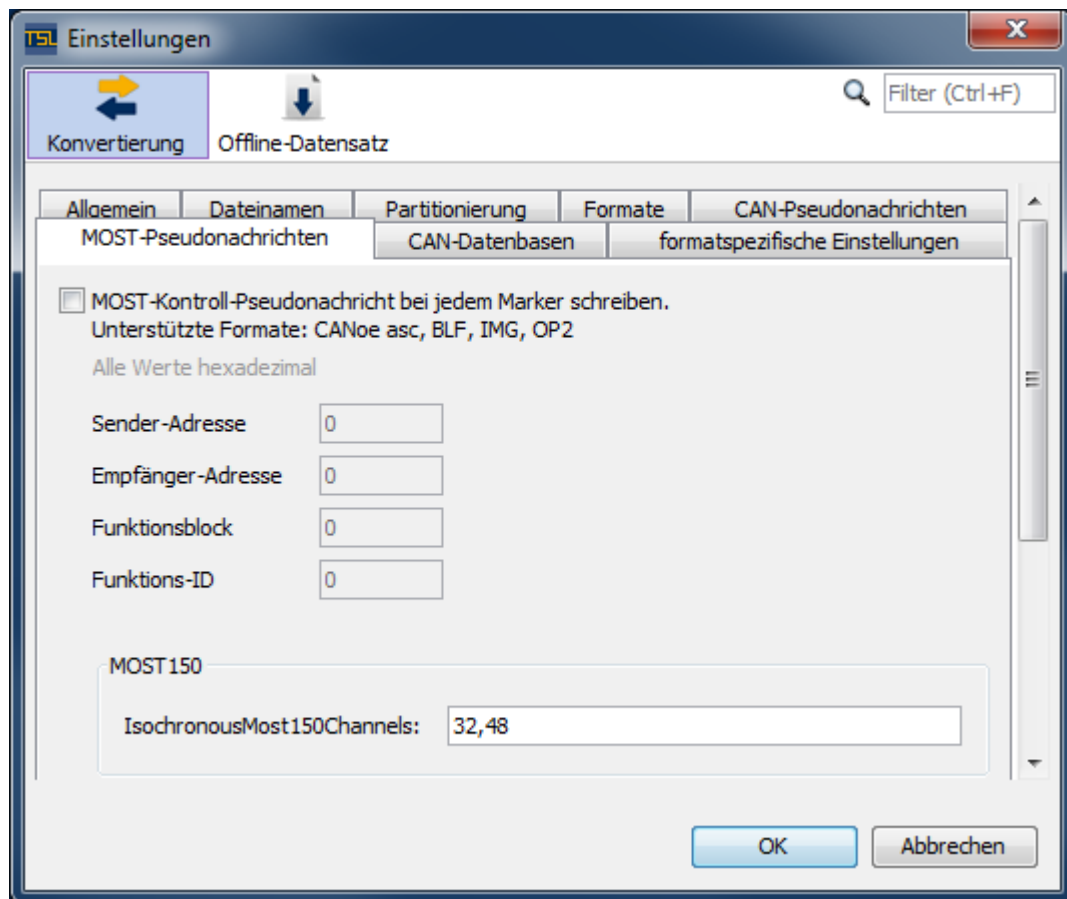 TSL Einstellungen
Filter (Ctrl+F)
Konvertierung Offline-Datensatz
Allgemein Dateinamen Partitionierung Formate CAN-Pseudonachrichten
MOST-Pseudonachrichten CAN-Datenbasen formatspezifische Einstellungen
MOST-Kontroll-Pseudonachricht bei jedem Marker schreiben.
Unterstützte Formate: CANoe asc, BLF, IMG, OP2
Alle Werte hexadezimal
Sender-Adresse 0
Empfänger-Adresse 0
Funktionsblock 0
Funktions-ID 0
MOST150
IsochronousMost150Channels: 32,48
OK Abbrechen